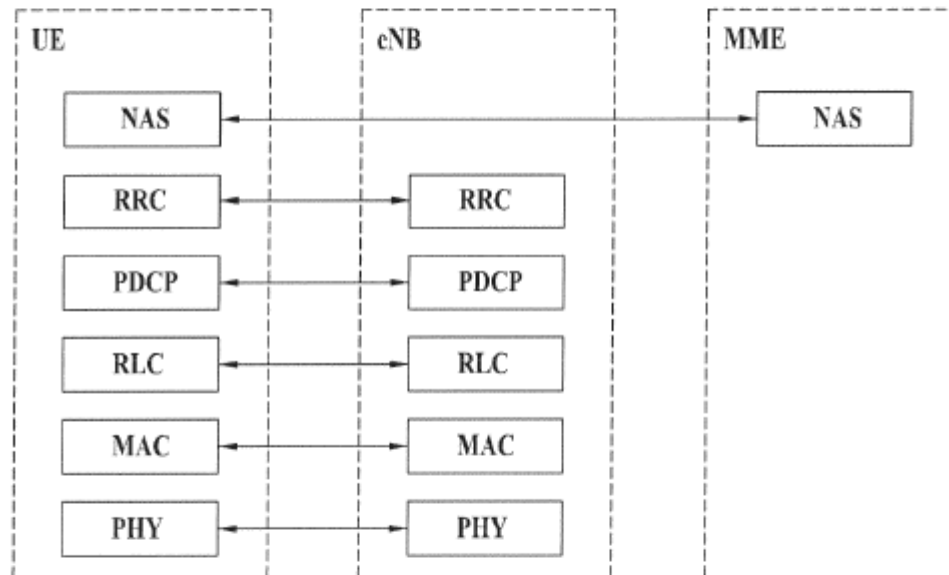 UE eNB MME
NAS NAS
RRC RRC
PDCP PDCP
RLC RLC
MAC MAC
PHY PHY